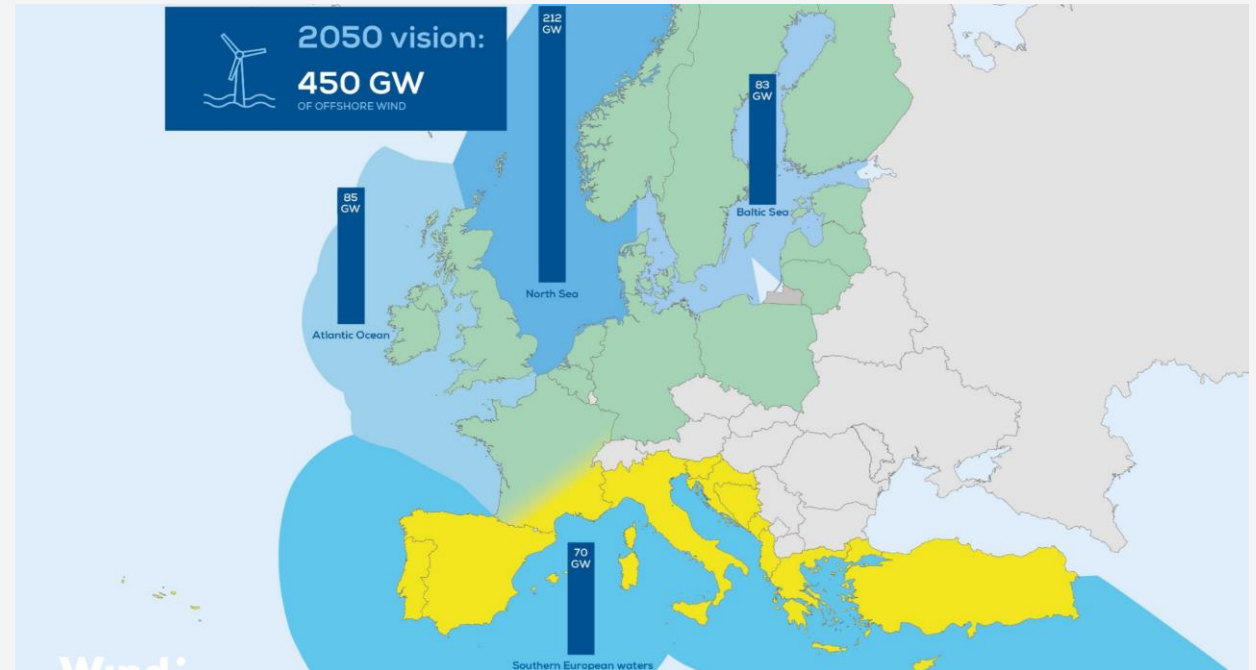 2050 vision:
450 GW
OF OFFSHORE WIND
212
GW
83
GW
Baltic Sea
85
GW
North Sea
Atlantic Ocean
70
GW
Southern European waters